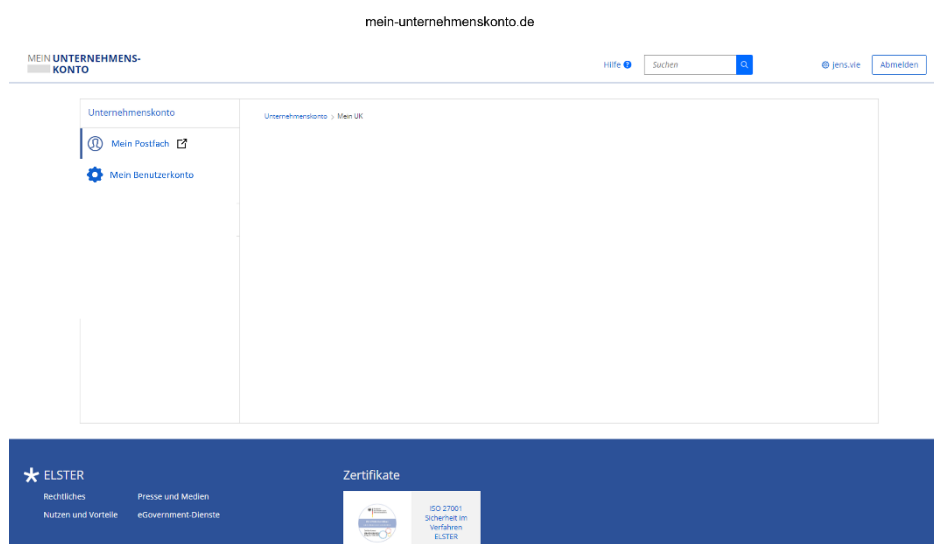 mein-unternehmenskonto.de
MEIN UNTERNEHMENS-
KONTO
Hilfe
Suchen
jens.vie
Abmelden
Unternehmenskonto
Unternehmenskonto > Mein UK
Mein Postfach
Mein Benutzerkonto
ELSTER
Zertifikate
Rechtliches
Presse und Medien
Nutzen und Vorteile
eGovernment-Dienste
ISO 27001
Sicherheit im
Verfahren
ELSTER